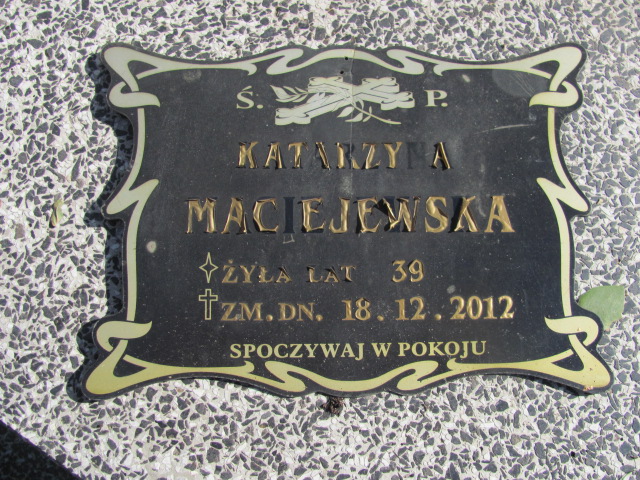 Ś. P.
KATARZYNA
MACIEJEWSKA
ŻYŁA LAT 39
ZM. DN. 18.12.2012
SPOCZYWAJ W POKOJU